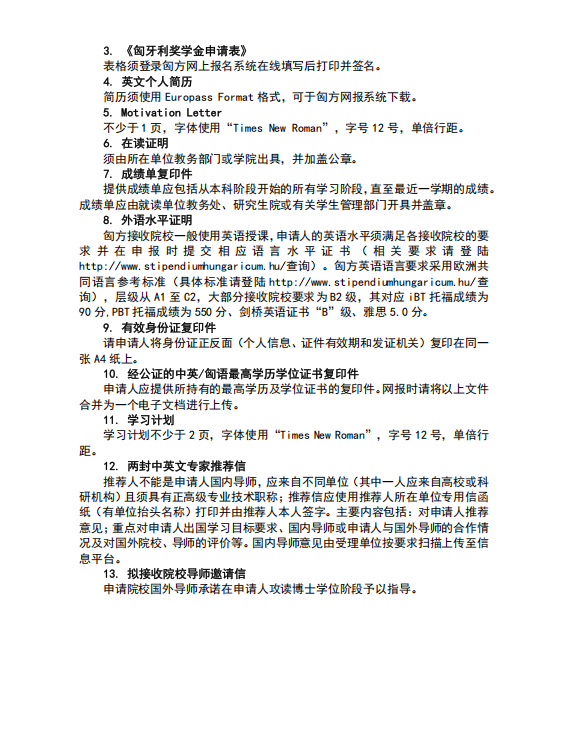 3. 《匈牙利奖学金申请表》
表格须登录匈方网上报名系统在线填写后打印并签名。
4. 英文个人简历
简历须使用 Europass Format 格式，可于匈方网报系统下载。
5. Motivation Letter
不少于 1 页，字体使用“Times New Roman”，字号 12 号，单倍行距。
6. 在读证明
须由所在单位教务部门或学院出具，并加盖公章。
7. 成绩单复印件
提供成绩单应包括从本科阶段开始的所有学习阶段，直至最近一学期的成绩。
成绩单应由就读单位教务处、研究生院或有关学生管理部门开具并盖章。
8. 外语水平证明
匈方接收院校一般使用英语授课，申请人的英语水平须满足各接收院校的要
求并在申报时提交相应语言水平证书（相关要求请登陆
http://www.stipendiumhungaricum.hu/查询）。匈方英语语言要求采用欧洲共
同语言参考标准（具体标准请登陆 http://www.stipendiumhungaricum.hu/查
询），层级从 A1 至 C2，大部分接收院校要求为 B2 级，其对应 iBT 托福成绩为
90 分，PBT 托福成绩为 550 分、剑桥英语证书“B”级、雅思 5.0 分。
9. 有效身份证复印件
请申请人将身份证正反面（个人信息、证件有效期和发证机关）复印在同一
张 A4 纸上。
10. 经公证的中英/匈语最高学历学位证书复印件
申请人应提供所持有的最高学历及学位证书的复印件。网报时请将以上文件
合并为一个电子文档进行上传。
11. 学习计划
学习计划不少于 2 页，字体使用“Times New Roman”，字号 12 号，单倍行
距。
12. 两封中英文专家推荐信
推荐人不能是申请人国内导师，应来自不同单位（其中一人应来自高校或科
研机构）且须具有正高级专业技术职称；推荐信应使用推荐人所在单位专用信函
纸（有单位抬头名称）打印并由推荐人本人签字。主要内容包括：对申请人推荐
意见；重点对申请人出国学习目标要求、国内导师或申请人与国外导师的合作情
况及对国外院校、导师的评价等。国内导师意见由受理单位按要求扫描上传至信
息平台。
13. 拟接收院校导师邀请信
申请院校国外导师承诺在申请人攻读博士学位阶段予以指导。